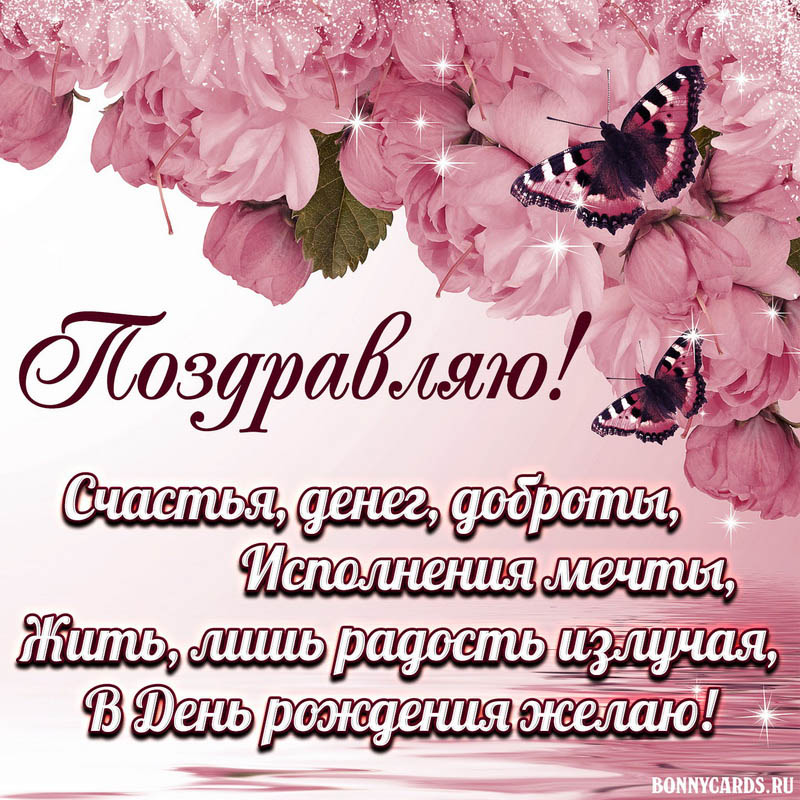 Поздравляю!
Счастья, денег, доброты,
Исполнения мечты,
Жить, лишь радость излучая,
В День рождения желаю!
BONNYCARDS.RU